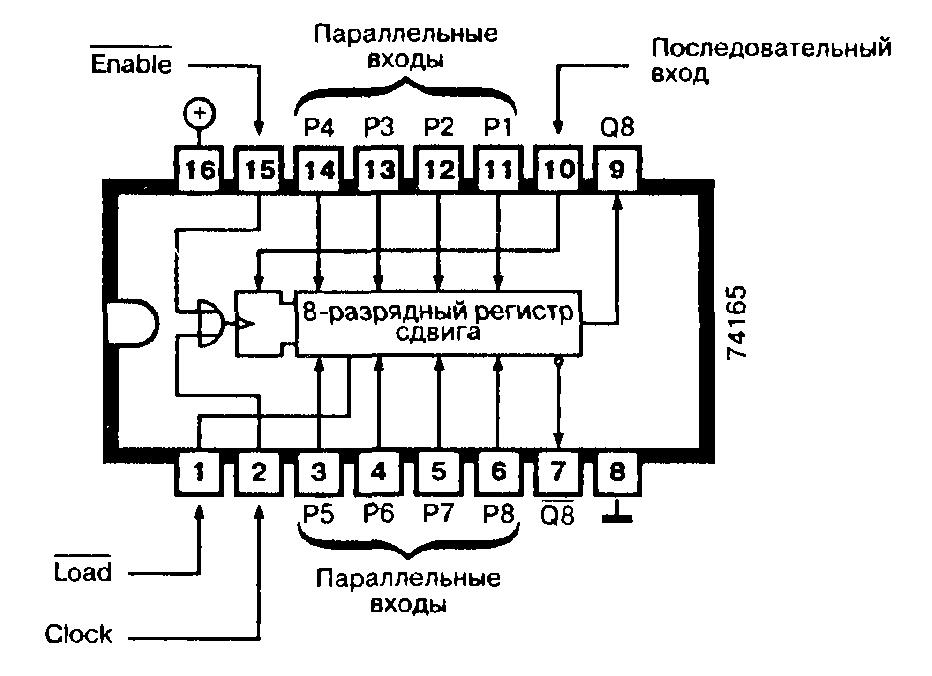 Параллельные
входы
Enable
Последовательный
вход
P4 P3 P2 P1 Q8
16 15 14 13 12 11 10 9
8-разрядный регистр
сдвига
74165
1 2 3 4 5 6 7 8
P5 P6 P7 P8 Q8
Load
Параллельные
входы
Clock